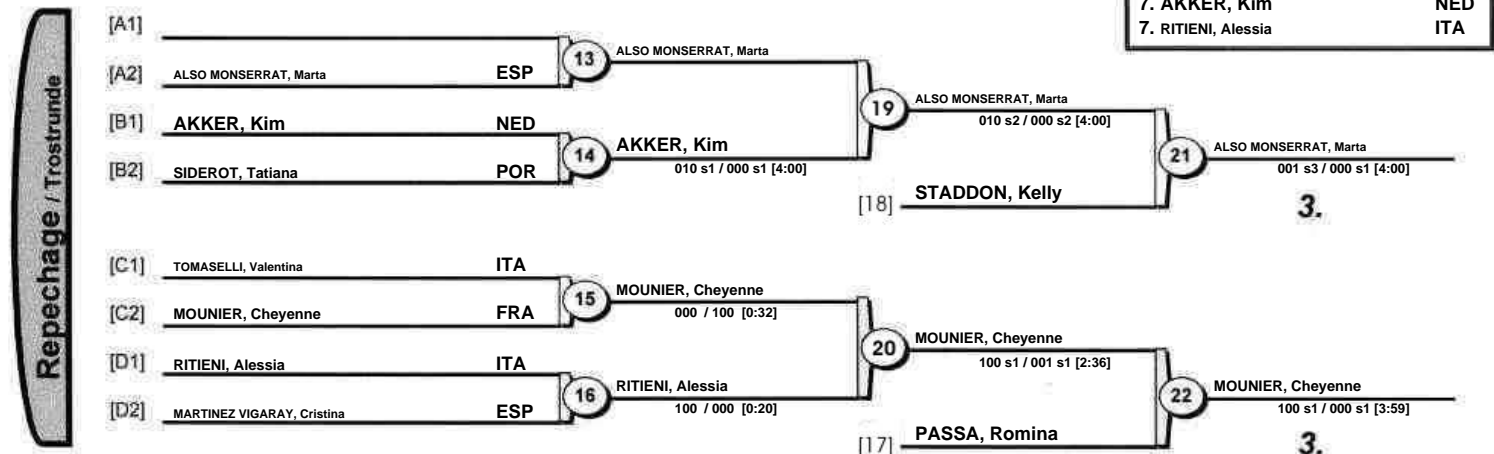 7. AKKER, Kim NED
7. RITIENI, Alessia ITA
Repechage / Trostrunde
[A1]
13 ALSO MONSERRAT, Marta
[A2] ALSO MONSERRAT, Marta ESP
19 ALSO MONSERRAT, Marta
010 s2 / 000 s2 [4:00]
[B1] AKKER, Kim NED
14 AKKER, Kim
010 s1 / 000 s1 [4:00]
[B2] SIDEROT, Tatiana POR
21 ALSO MONSERRAT, Marta
001 s3 / 000 s1 [4:00]
[18] STADDON, Kelly
3.
[C1] TOMASELLI, Valentina ITA
15 MOUNIER, Cheyenne
000 / 100 [0:32]
[C2] MOUNIER, Cheyenne FRA
20 MOUNIER, Cheyenne
100 s1 / 001 s1 [2:36]
[D1] RITIENI, Alessia ITA
16 RITIENI, Alessia
100 / 000 [0:20]
[D2] MARTINEZ VIGARAY, Cristina ESP
22 MOUNIER, Cheyenne
100 s1 / 000 s1 [3:59]
[17] PASSA, Romina
3.